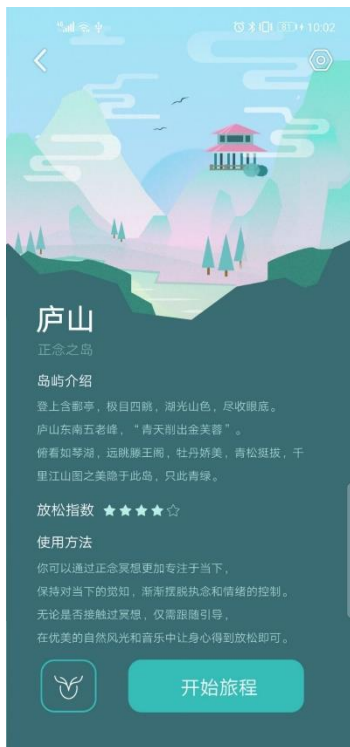 10:02
庐山
正念之岛
岛屿介绍
登上含鄱亭，极目四眺，湖光山色，尽收眼底。
庐山东南五老峰，“青天削出金芙蓉”。
俯看如琴湖，远眺滕王阁，牡丹娇美，青松挺拔，千
里江山图之美隐于此岛，只此青绿。
放松指数 ★★★★☆
使用方法
你可以通过正念冥想更加专注于当下，
保持对当下的觉知，渐渐摆脱执念和情绪的控制。
无论是否接触过冥想，仅需跟随引导，
在优美的自然风光和音乐中让身心得到放松即可。
开始旅程